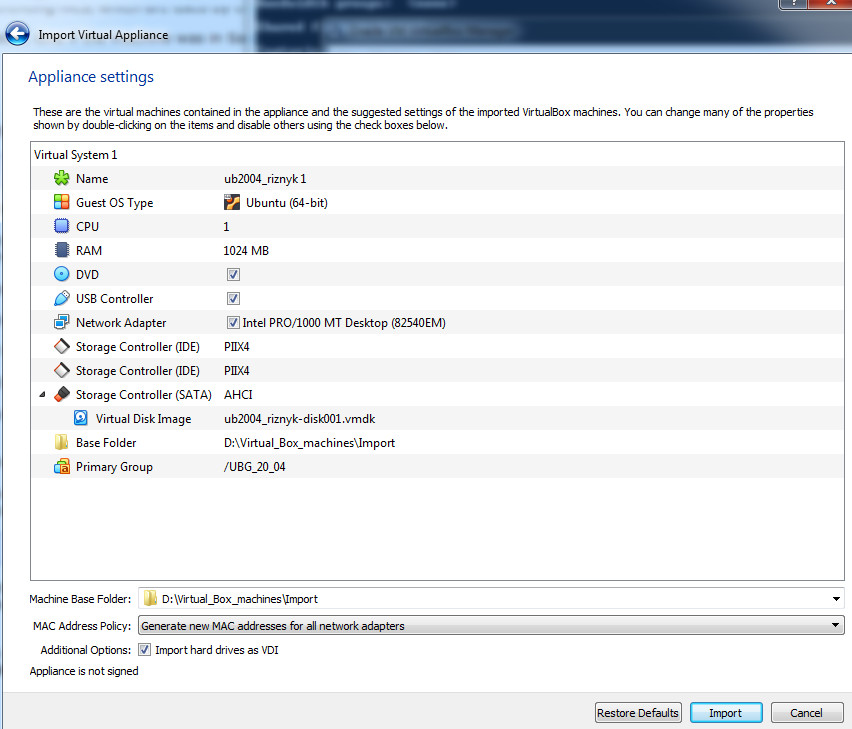 Import Virtual Appliance
Appliance settings
These are the virtual machines contained in the appliance and the suggested settings of the imported VirtualBox machines. You can change many of the properties
shown by double-clicking on the items and disable others using the check boxes below.
Virtual System 1
Name ub2004_riznyk 1
Guest OS Type Ubuntu (64-bit)
CPU 1
RAM 1024 MB
DVD
USB Controller
Network Adapter Intel PRO/1000 MT Desktop (82540EM)
Storage Controller (IDE) PIIX4
Storage Controller (IDE) PIIX4
Storage Controller (SATA) AHCI
Virtual Disk Image ub2004_riznyk-disk001.vmdk
Base Folder D:\Virtual_Box_machines\Import
Primary Group /UBG_20_04
Machine Base Folder: D:\Virtual_Box_machines\Import
MAC Address Policy: Generate new MAC addresses for all network adapters
Additional Options: Import hard drives as VDI
Appliance is not signed
Restore Defaults Import Cancel